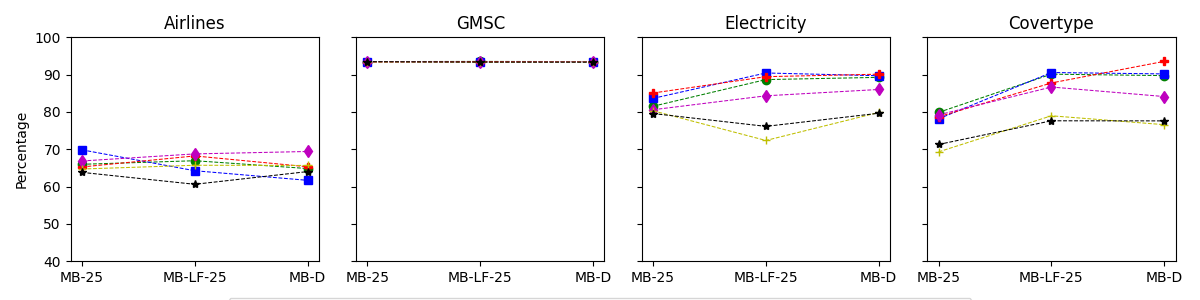 Airlines GMSC Electricity Covertype
100
90
80
70
60
50
40
Percentage
MB-25 MB-LF-25 MB-D MB-25 MB-LF-25 MB-D MB-25 MB-LF-25 MB-D MB-25 MB-LF-25 MB-D